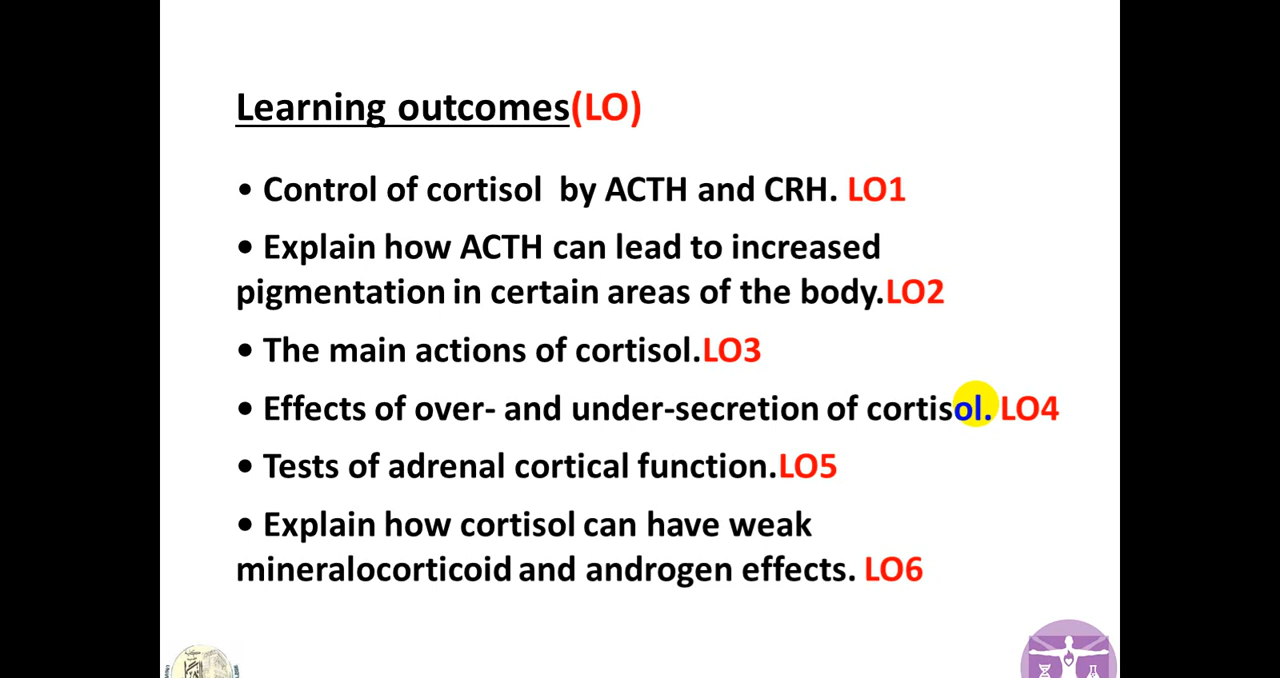 Learning outcomes(LO)
• Control of cortisol by ACTH and CRH. LO1
• Explain how ACTH can lead to increased
pigmentation in certain areas of the body.LO2
• The main actions of cortisol.LO3
• Effects of over- and under-secretion of cortisol. LO4
• Tests of adrenal cortical function.LO5
• Explain how cortisol can have weak
mineralocorticoid and androgen effects. LO6